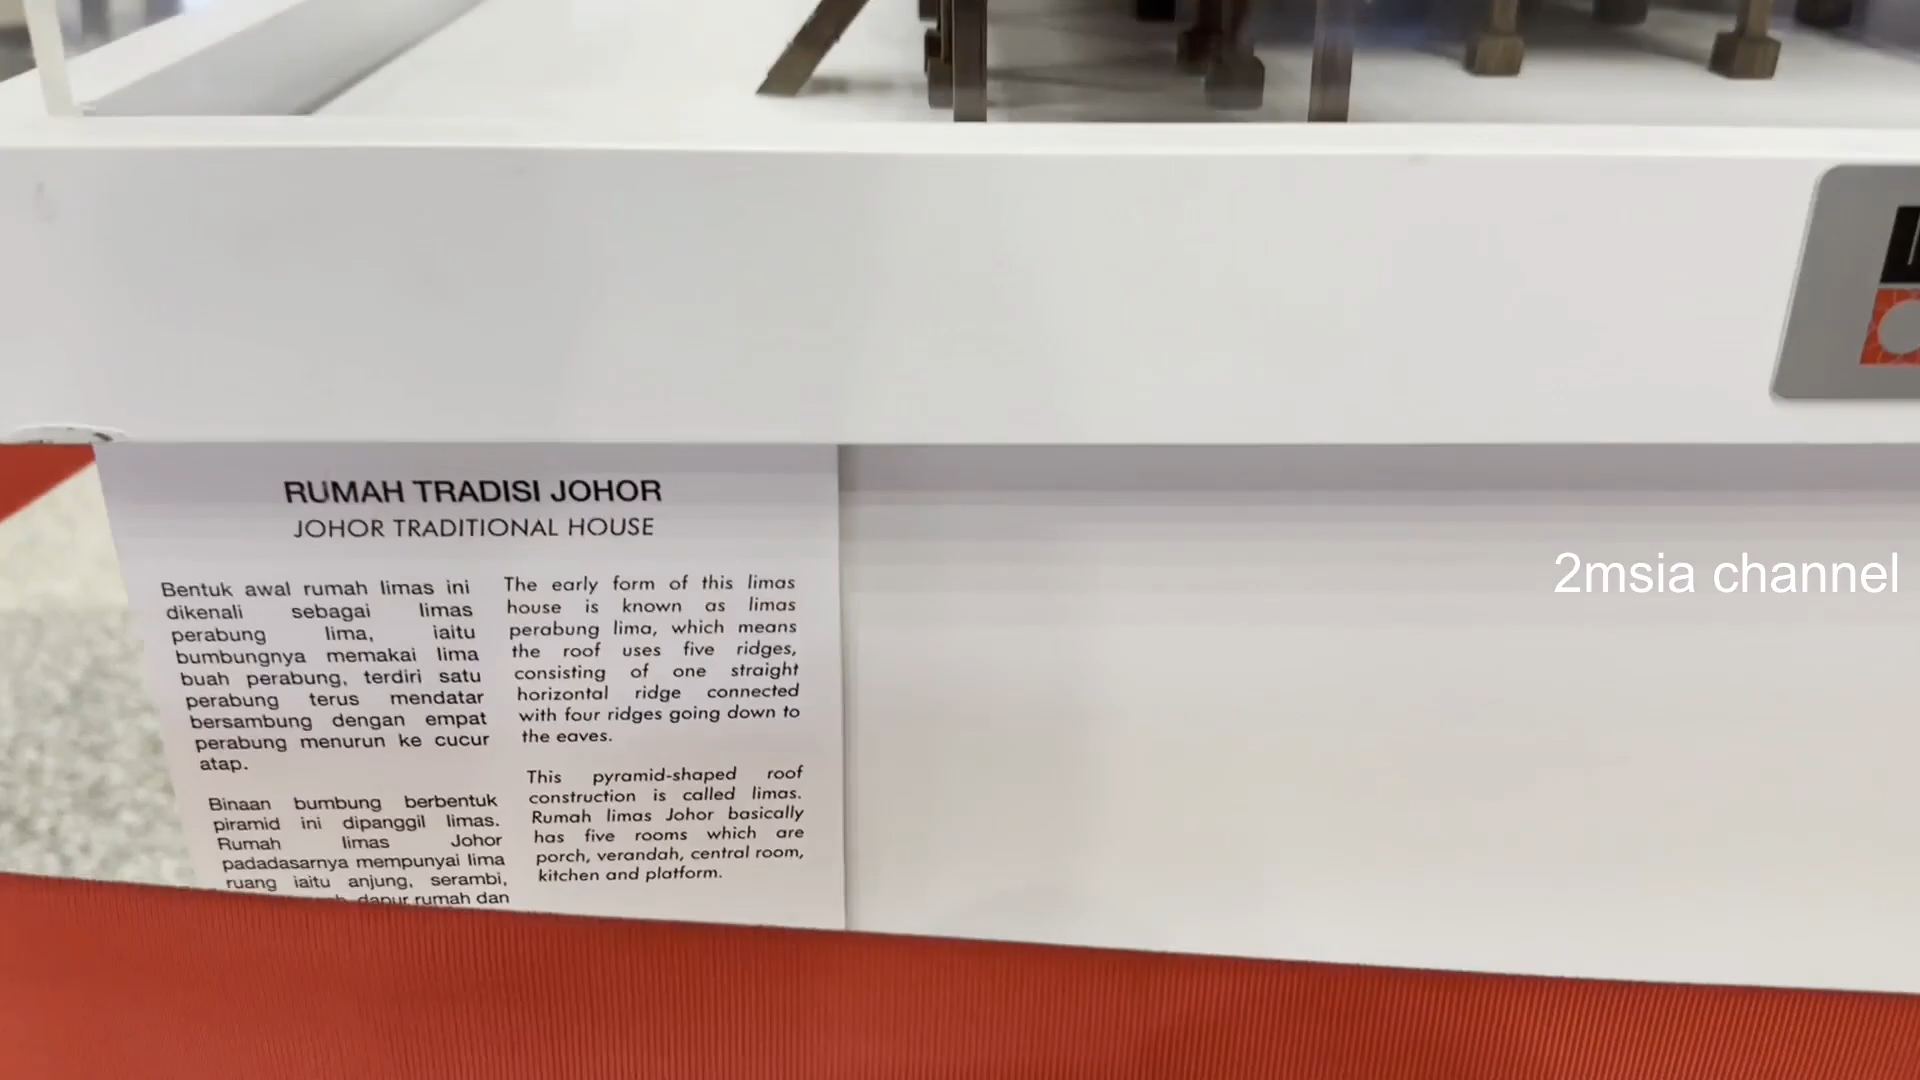 RUMAH TRADISI JOHOR
JOHOR TRADITIONAL HOUSE
Bentuk awal rumah limas ini
dikenali sebagai limas
perabung lima, iaitu
bumbungnya memakai lima
buah perabung, terdiri satu
perabung terus mendatar
bersambung dengan empat
perabung menurun ke cucur
atap.
Binaan bumbung berbentuk
piramid ini dipanggil limas.
Rumah limas Johor
padadasarnya mempunyai lima
ruang iaitu anjung, serambi,
dapur rumah dan
The early form of this limas
house is known as limas
perabung lima, which means
the roof uses five ridges,
consisting of one straight
horizontal ridge connected
with four ridges going down to
the eaves.
This pyramid-shaped roof
construction is called limas.
Rumah limas Johor basically
has five rooms which are
porch, verandah, central room,
kitchen and platform.
2msia channel